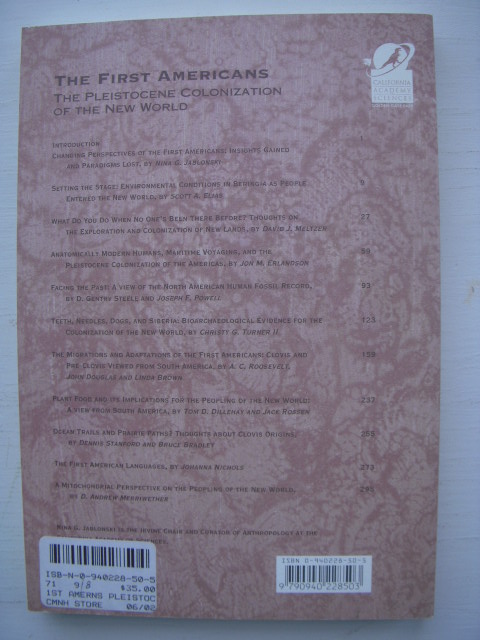 THE FIRST AMERICANS
THE PLEISTOCENE COLONIZATION
OF THE NEW WORLD
CALIFORNIA
ACADEMY
SCIENCES
INTRODUCTION
CHANGING PERSPECTIVES OF THE FIRST AMERICANS: INSIGHTS GAINED 1
AND PARADIGMS LOST, BY NINA G. JABLONSKI
SETTING THE STAGE: ENVIRONMENTAL CONDITIONS IN BERINGIA AS PEOPLE 9
ENTERED THE NEW WORLD, BY SCOTT A. ELIAS
WHAT DO YOU DO WHEN NO ONE'S BEEN THERE BEFORE? THOUGHTS ON 27
THE EXPLORATION AND COLONIZATION OF NEW LANDS, BY DAVID J. MELTZER
ANATOMICALLY MODERN HUMANS, MARITIME VOYAGING, AND THE
PLEISTOCENE COLONIZATION OF THE AMERICAS, BY JON M. ERLANDSON
FACING THE PAST: A VIEW OF THE NORTH AMERICAN HUMAN FOSSIL RECORD, 93
BY D. GENTRY STEELE AND JOSEPH F. POWELL
TEETH, NEEDLES, DOGS, AND SIBERIA: BIOARCHAEOLOGICAL EVIDENCE FOR THE 123
COLONIZATION OF THE NEW WORLD, BY CHRISTY G. TURNER II
THE MIGRATIONS AND ADAPTATIONS OF THE FIRST AMERICANS: CLOVIS AND 159
PRE-CLOVIS VIEWED FROM SOUTH AMERICA, BY A. C. ROOSEVELT,
JOHN DOUGLAS AND LINDA BROWN
PLANT FOOD AND ITS IMPLICATIONS FOR THE PEOPLING OF THE NEW WORLD: 237
A VIEW FROM SOUTH AMERICA, BY TOM D. DILLEHAY AND JACK ROSSEN
OCEAN TRAILS AND PRAIRIE PATHS? THOUGHTS ABOUT CLOVIS ORIGINS, 255
BY DENNIS STANFORD AND BRUCE BRADLEY
THE FIRST AMERICAN LANGUAGES, BY JOHANNA NICHOLS 273
A MITOCHONDRIAL PERSPECTIVE ON THE PEOPLING OF THE NEW WORLD, 295
BY D. ANDREW MERRIWETHER
NINA G. JABLONSKI IS THE IRVINE CHAIR AND CURATOR OF ANTHROPOLOGY AT THE
ISBN-N-0-940228-50-5
71 9/8 $35.00
1ST AMERNS PLEISTOC
CMNH STORE 06/02
ISBN 0-940228-50-5
9 790940 228503